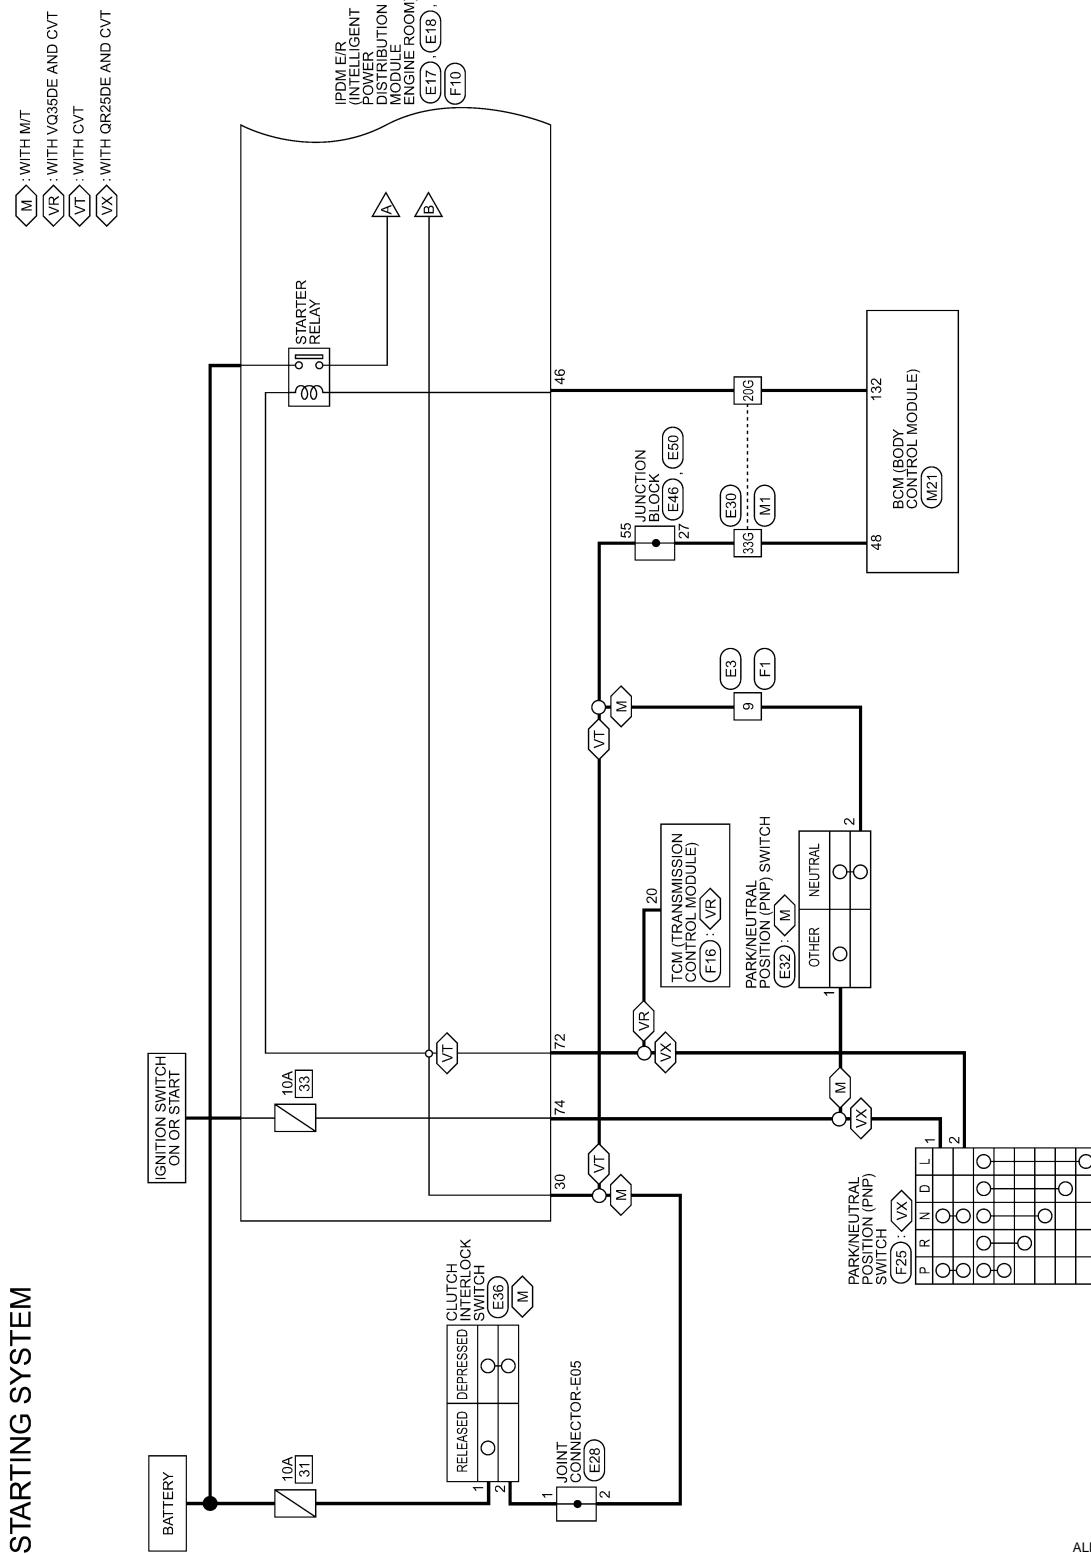 STARTING SYSTEM
M : WITH M/T
VR : WITH VQ35DE AND CVT
VT : WITH CVT
VX : WITH QR25DE AND CVT
BATTERY
IGNITION SWITCH
ON OR START
IPDM E/R
(INTELLIGENT
POWER
DISTRIBUTION
MODULE
ENGINE ROOM)
E17 , E18 ,
F10
10A
31
10A
33
STARTER
RELAY
A
B
VT
30
74
72
46
CLUTCH
INTERLOCK
SWITCH
E36
M
RELEASED
DEPRESSED
1
2
JOINT
CONNECTOR-E05
E28
1
2
VT
M
VR
VX
VT
M
M
VX
20
TCM (TRANSMISSION
CONTROL MODULE)
F16 : VR
JUNCTION
BLOCK
E46 , E50
55
27
E3
F1
9
E30
M1
33G
20G
PARK/NEUTRAL
POSITION (PNP) SWITCH
E32 : M
OTHER
NEUTRAL
1
2
BCM (BODY
CONTROL MODULE)
M21
48
132
PARK/NEUTRAL
POSITION (PNP)
SWITCH
F25 : VX
P R N D L
1
2